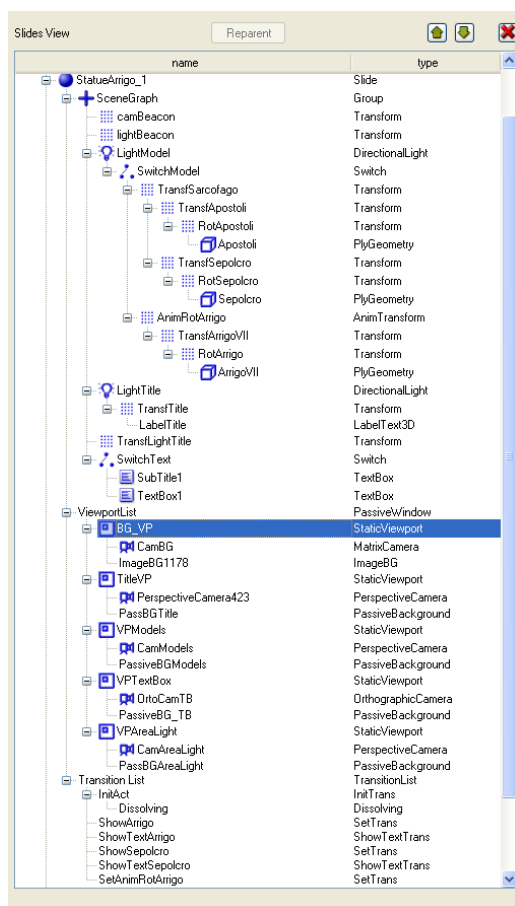 Slides View Reparent
name type
StatueArrigo_1 Slide
SceneGraph Group
camBeacon Transform
lightBeacon Transform
LightModel DirectionalLight
SwitchModel Switch
TransfSarcofago Transform
TransfApostoli Transform
RotApostoli Transform
Apostoli PlyGeometry
TransfSepolcro Transform
RotSepolcro Transform
Sepolcro PlyGeometry
AnimRotArrigo AnimTransform
TransfArrigoVII Transform
RotArrigo Transform
ArrigoVII PlyGeometry
LightTitle DirectionalLight
TransfTitle Transform
LabelTitle LabelText3D
TransfLightTitle Transform
SwitchText Switch
SubTitle1 TextBox
TextBox1 TextBox
ViewportList PassiveWindow
BG_VP StaticViewport
CamBG MatrixCamera
ImageBG1178 ImageBG
TitleVP StaticViewport
PerspectiveCamera423 PerspectiveCamera
PassBGTitle PassiveBackground
VPModels StaticViewport
CamModels PerspectiveCamera
PassiveBGModels PassiveBackground
VPTextBox StaticViewport
OrtoCamTB OrthographicCamera
PassiveBG_TB PassiveBackground
VPAreaLight StaticViewport
CamAreaLight PerspectiveCamera
PassBGAreaLight PassiveBackground
Transition List TransitionList
InitAct InitTrans
Dissolving Dissolving
ShowArrigo SetTrans
ShowTextArrigo ShowTextTrans
ShowSepolcro SetTrans
ShowTextSepolcro ShowTextTrans
SetAnimRotArrigo SetTrans